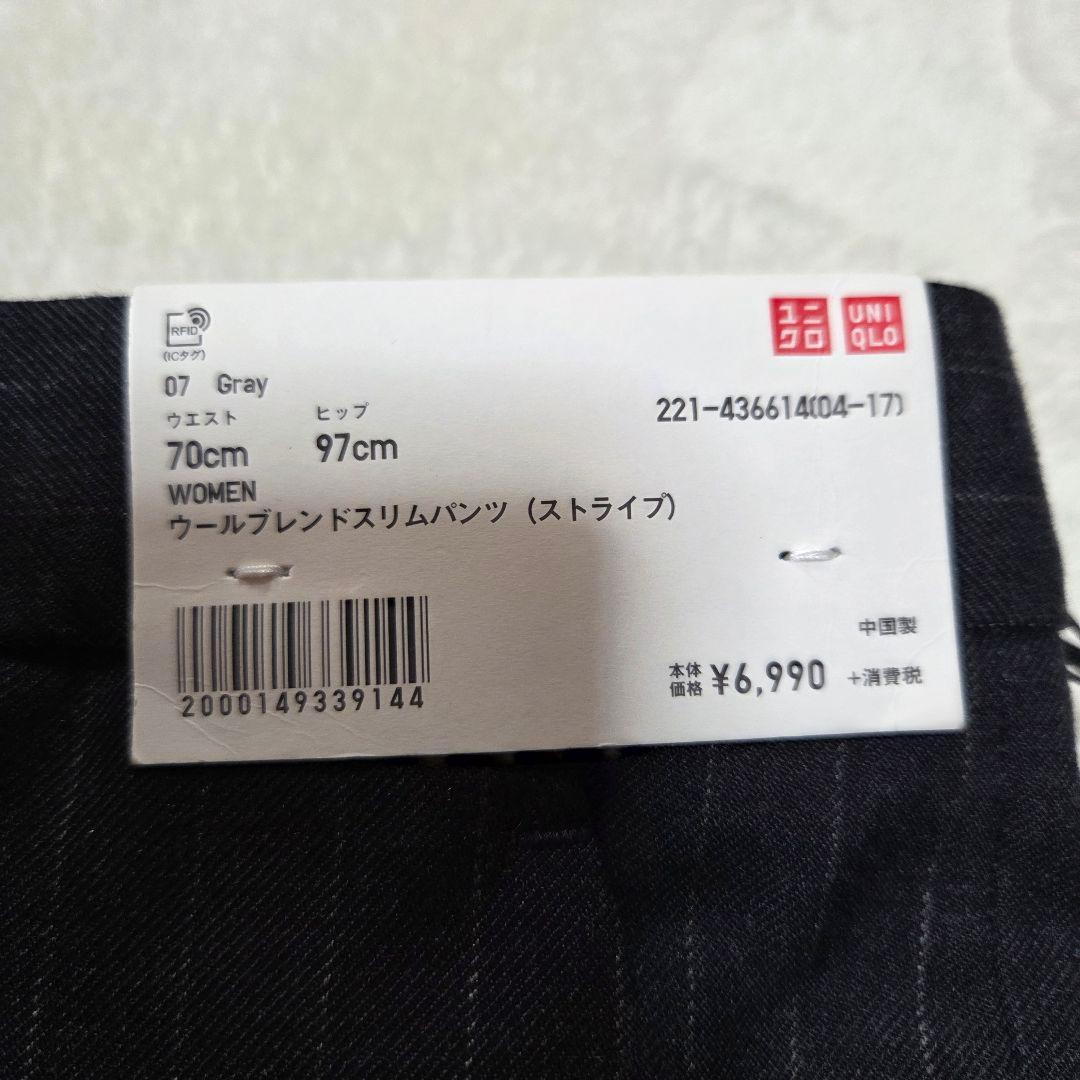 RFID
(ICタグ)
ユニ
クロ
UNI
QLO
07 Gray
221-436614(04-17)
ウエスト ヒップ
70cm 97cm
WOMEN
ウールブレンドスリムパンツ（ストライプ）
2000149339144
中国製
本体
価格 ¥6,990 +消費税